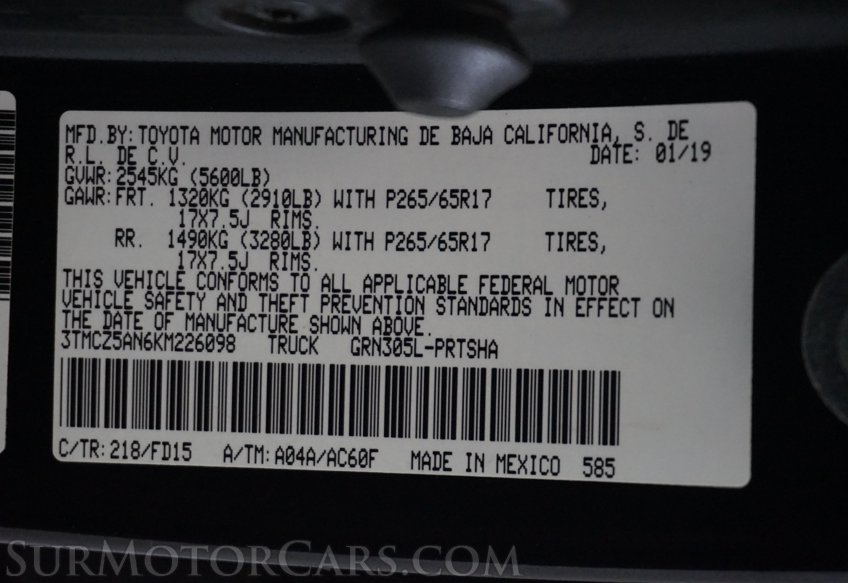 MFD.BY: TOYOTA MOTOR MANUFACTURING DE BAJA CALIFORNIA, S. DE
R.L. DE C.V. DATE: 01/19
GVWR: 2545KG (5600LB)
GAWR: FRT. 1320KG (2910LB) WITH P265/65R17 TIRES,
17X7.5J RIMS.
RR. 1490KG (3280LB) WITH P265/65R17 TIRES,
17X7.5J RIMS.
THIS VEHICLE CONFORMS TO ALL APPLICABLE FEDERAL MOTOR
VEHICLE SAFETY AND THEFT PREVENTION STANDARDS IN EFFECT ON
THE DATE OF MANUFACTURE SHOWN ABOVE.
3TMCZ5AN6KM226098 TRUCK GRN305L-PRTSHA
C/TR: 218/FD15 A/TM: A04A/AC60F MADE IN MEXICO 585
SURMOTORCARS.COM